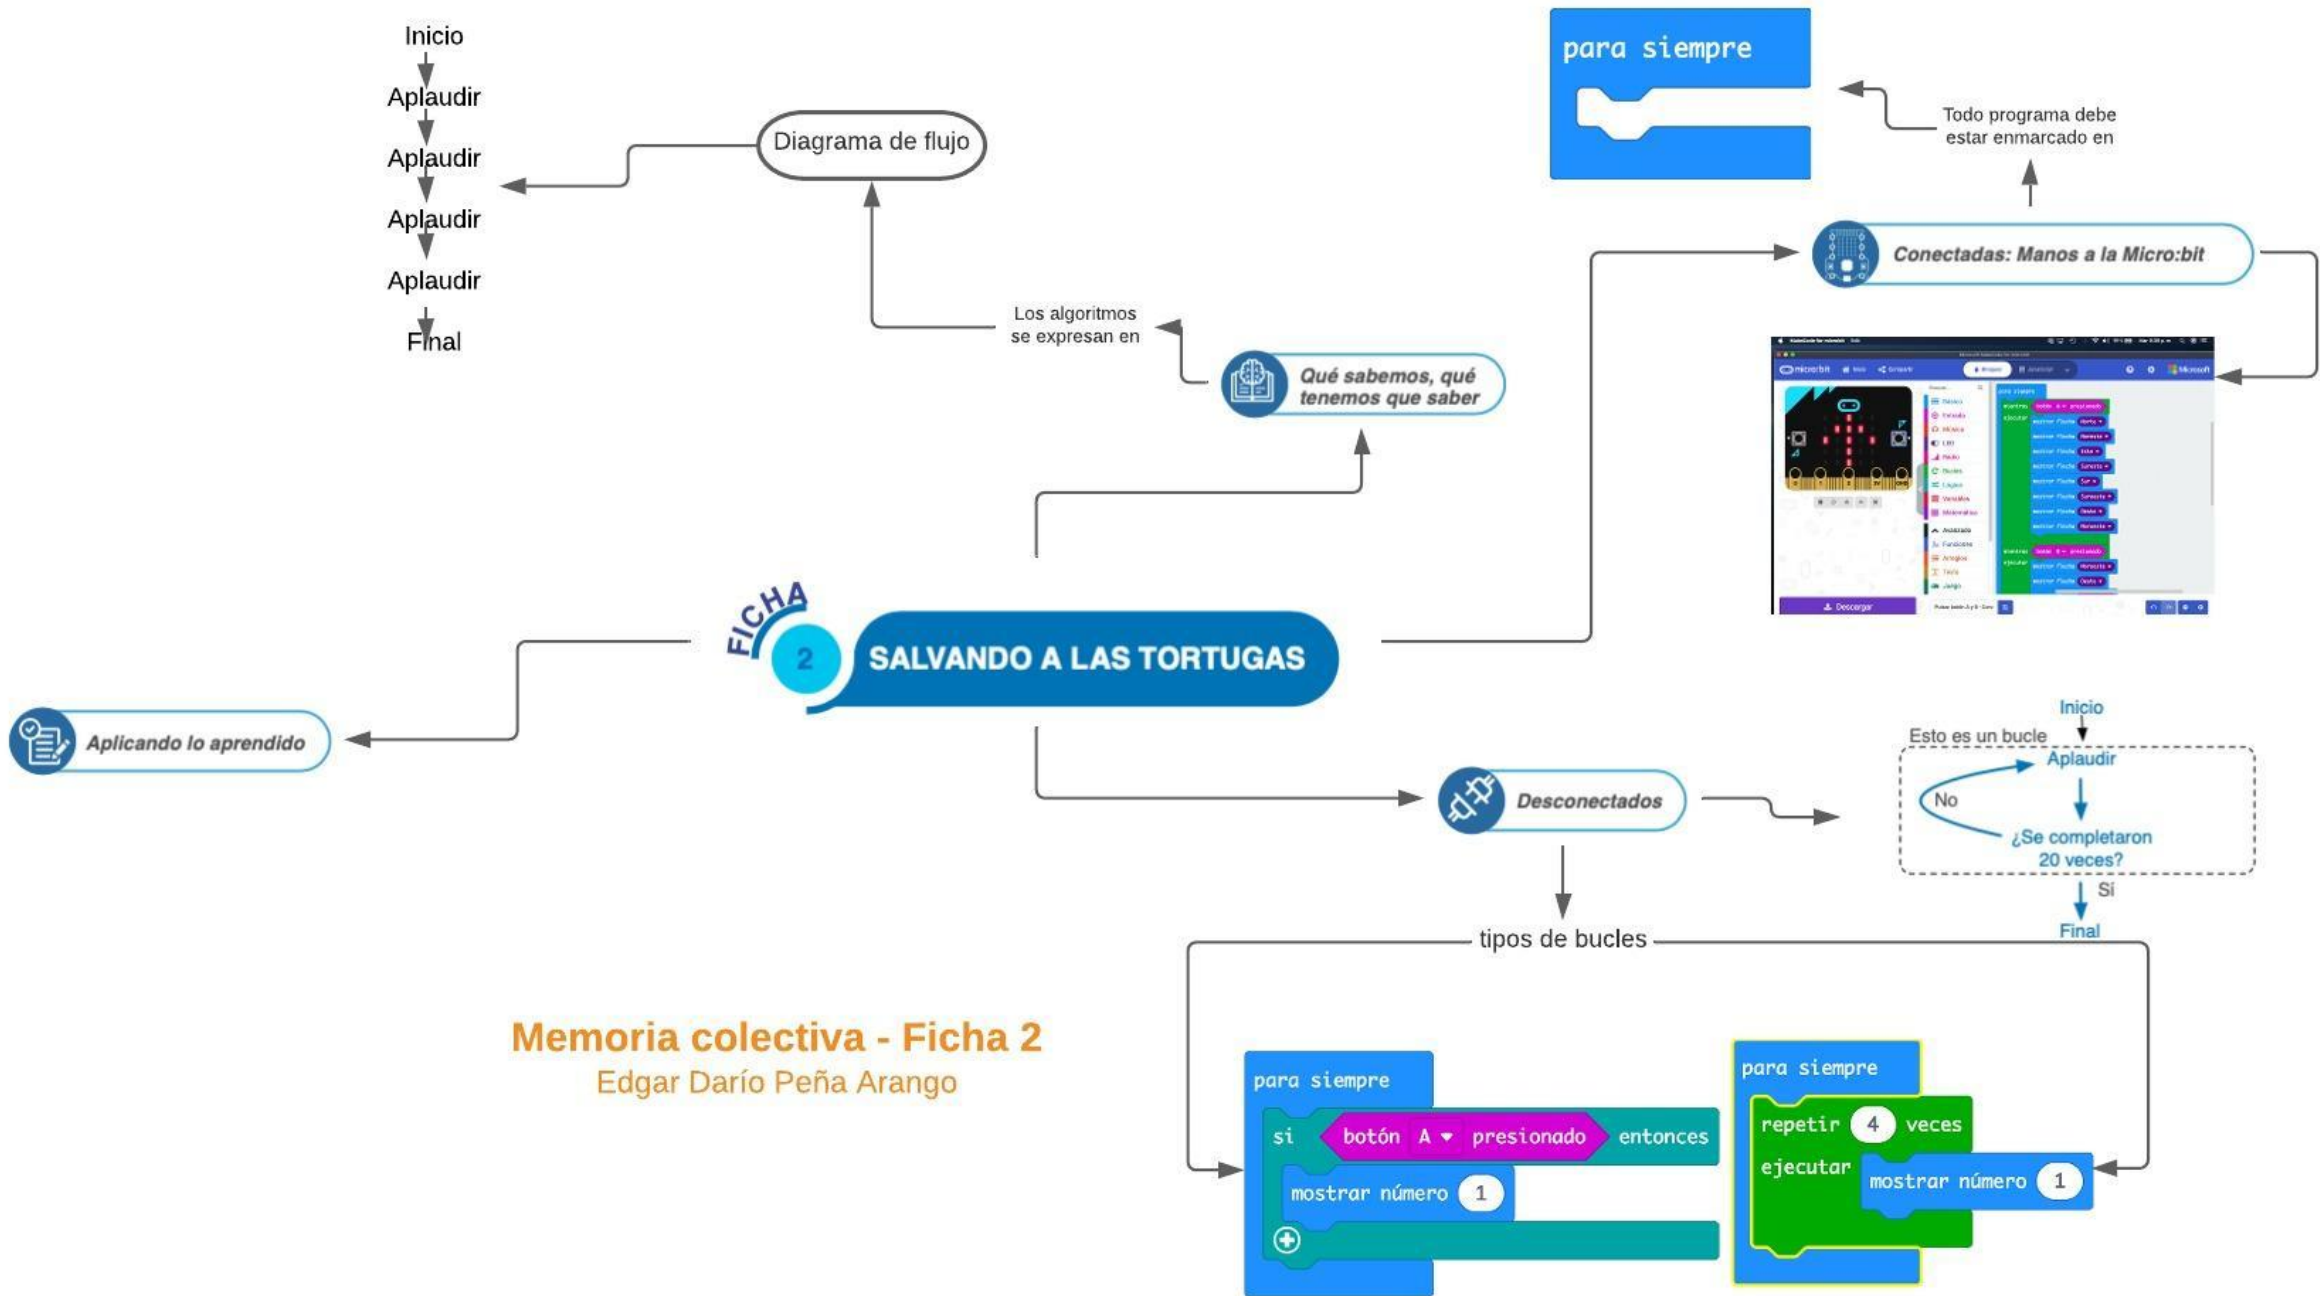 Inicio
Aplaudir
Aplaudir
Aplaudir
Aplaudir
Final
Diagrama de flujo
Los algoritmos
se expresan en
Qué sabemos, qué
tenemos que saber
para siempre
Todo programa debe
estar enmarcado en
Conectadas: Manos a la Micro:bit
micro:bit
Microsoft
Descargar
FICHA
2
SALVANDO A LAS TORTUGAS
Aplicando lo aprendido
Desconectados
Inicio
Esto es un bucle
Aplaudir
No
¿Se completaron
20 veces?
Si
Final
tipos de bucles
Memoria colectiva - Ficha 2
Edgar Darío Peña Arango
para siempre
si botón A presionado entonces
mostrar número 1
para siempre
repetir 4 veces
ejecutar
mostrar número 1